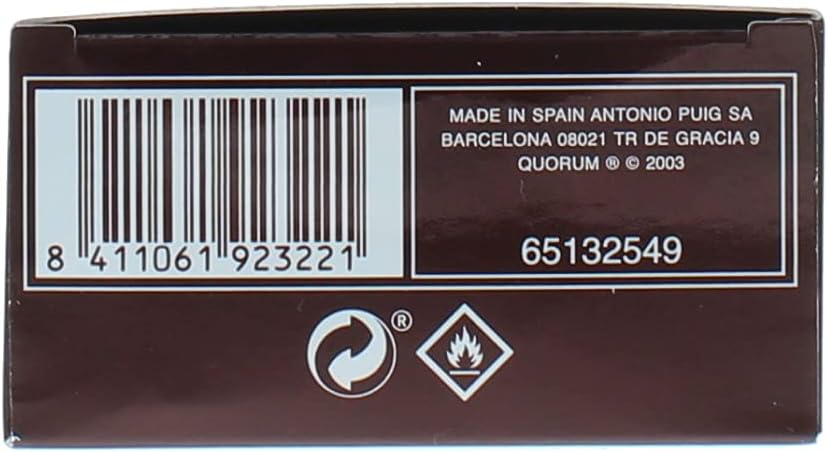 MADE IN SPAIN ANTONIO PUIG SA
BARCELONA 08021 TR DE GRACIA 9
QUORUM ® © 2003
65132549
8 411061 923221
®